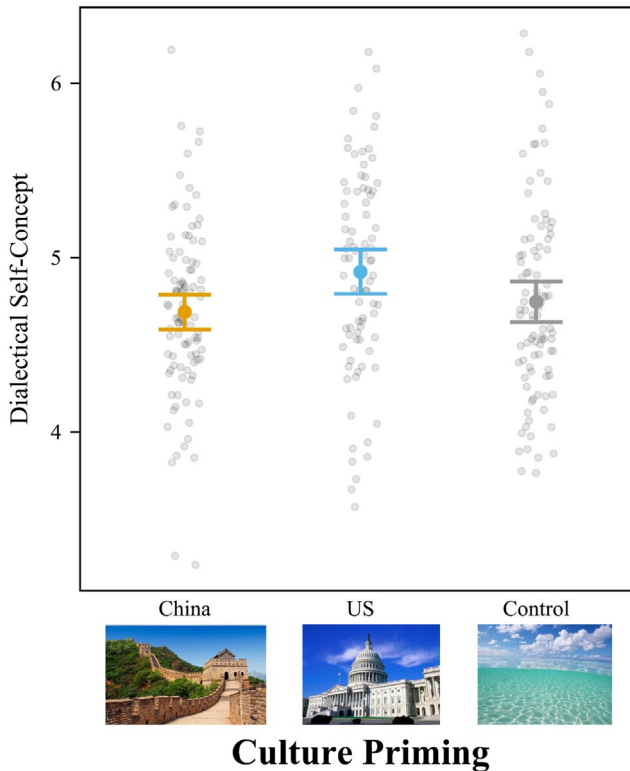 Dialectical Self-Concept
6
5
4
China
US
Control
Culture Priming